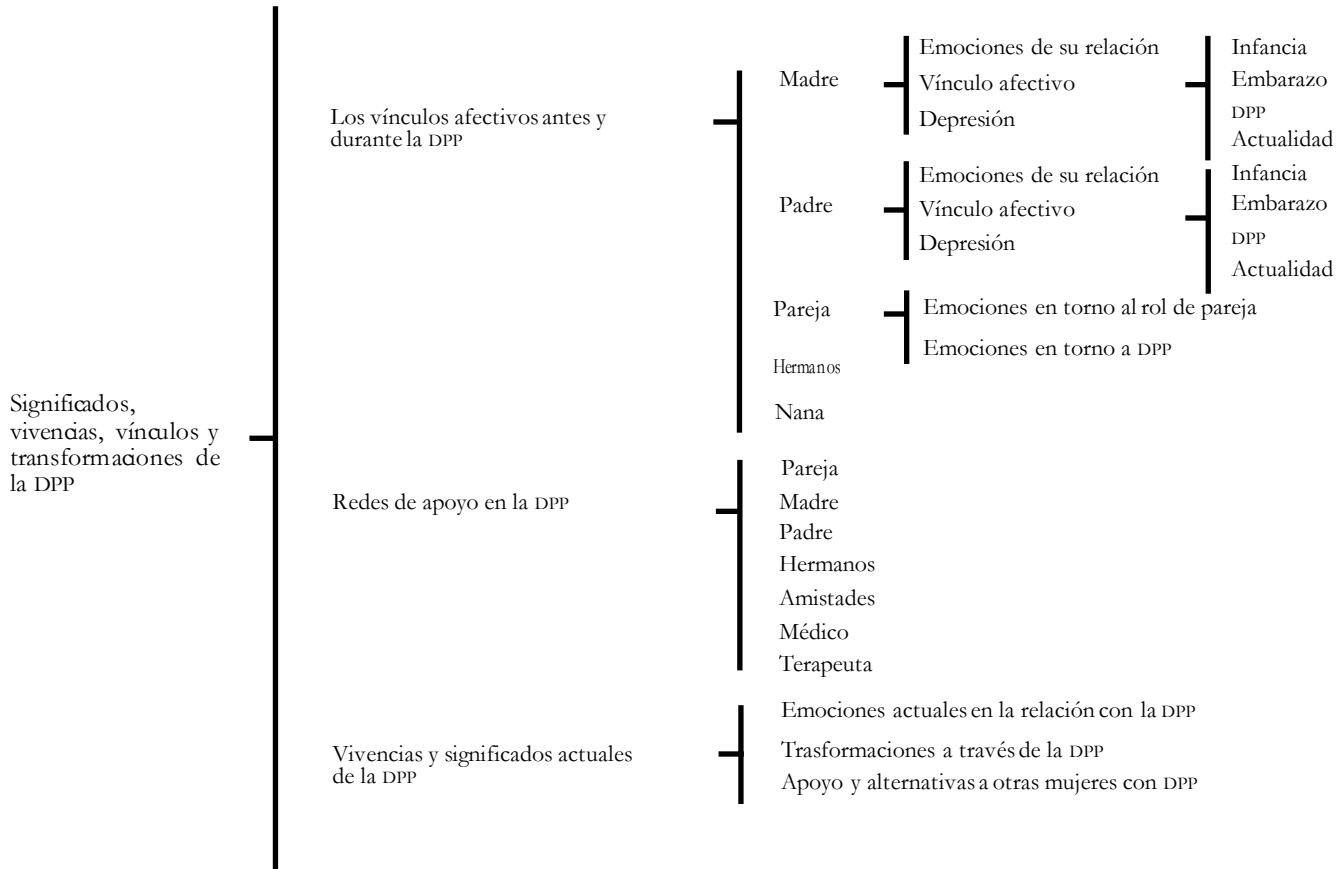 Significados,
vivencias, vínculos y
transformaciones de
la DPP
Los vínculos afectivos antes y
durante la DPP
Madre
Emociones de su relación
Vínculo afectivo
Depresión
Infancia
Embarazo
DPP
Actualidad
Padre
Emociones de su relación
Vínculo afectivo
Depresión
Infancia
Embarazo
DPP
Actualidad
Pareja
Emociones en torno al rol de pareja
Emociones en torno a DPP
Hermanos
Nana
Redes de apoyo en la DPP
Pareja
Madre
Padre
Hermanos
Amistades
Médico
Terapeuta
Vivencias y significados actuales
de la DPP
Emociones actuales en la relación con la DPP
Trasformaciones a través de la DPP
Apoyo y alternativas a otras mujeres con DPP